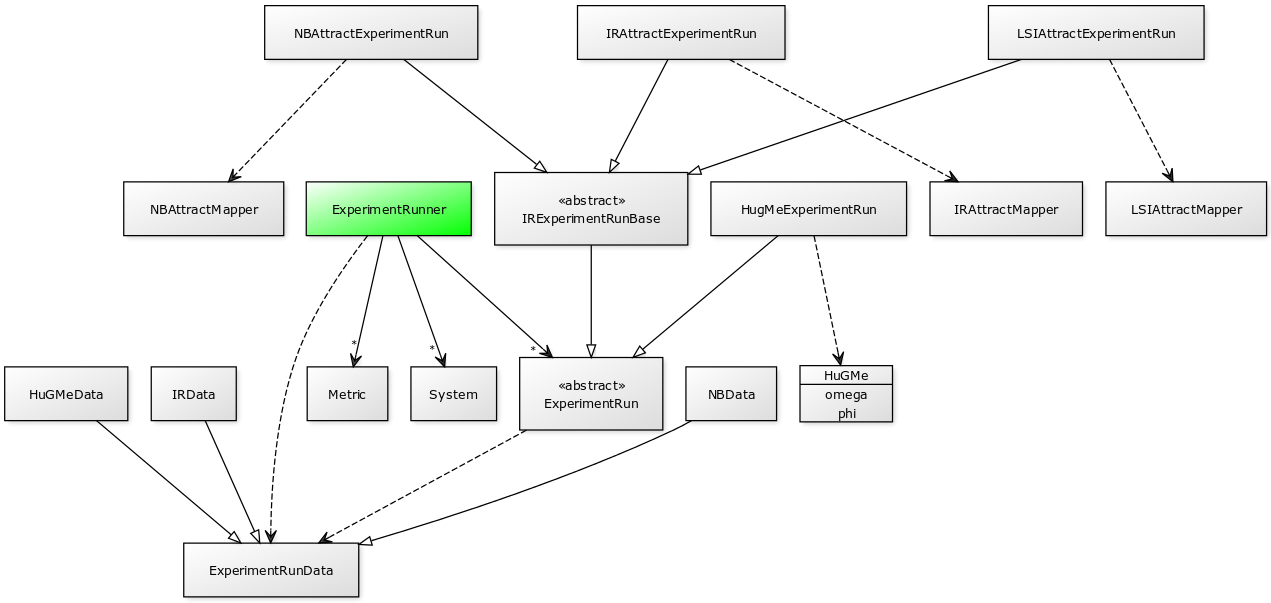 NBAttractExperimentRun
IRAttractExperimentRun
LSIAttractExperimentRun
NBAttractMapper
ExperimentRunner
«abstract»
IRExperimentRunBase
HugMeExperimentRun
IRAttractMapper
LSIAttractMapper
*
*
*
HuGMeData
IRData
Metric
System
«abstract»
ExperimentRun
NBData
HuGMe
omega
phi
ExperimentRunData